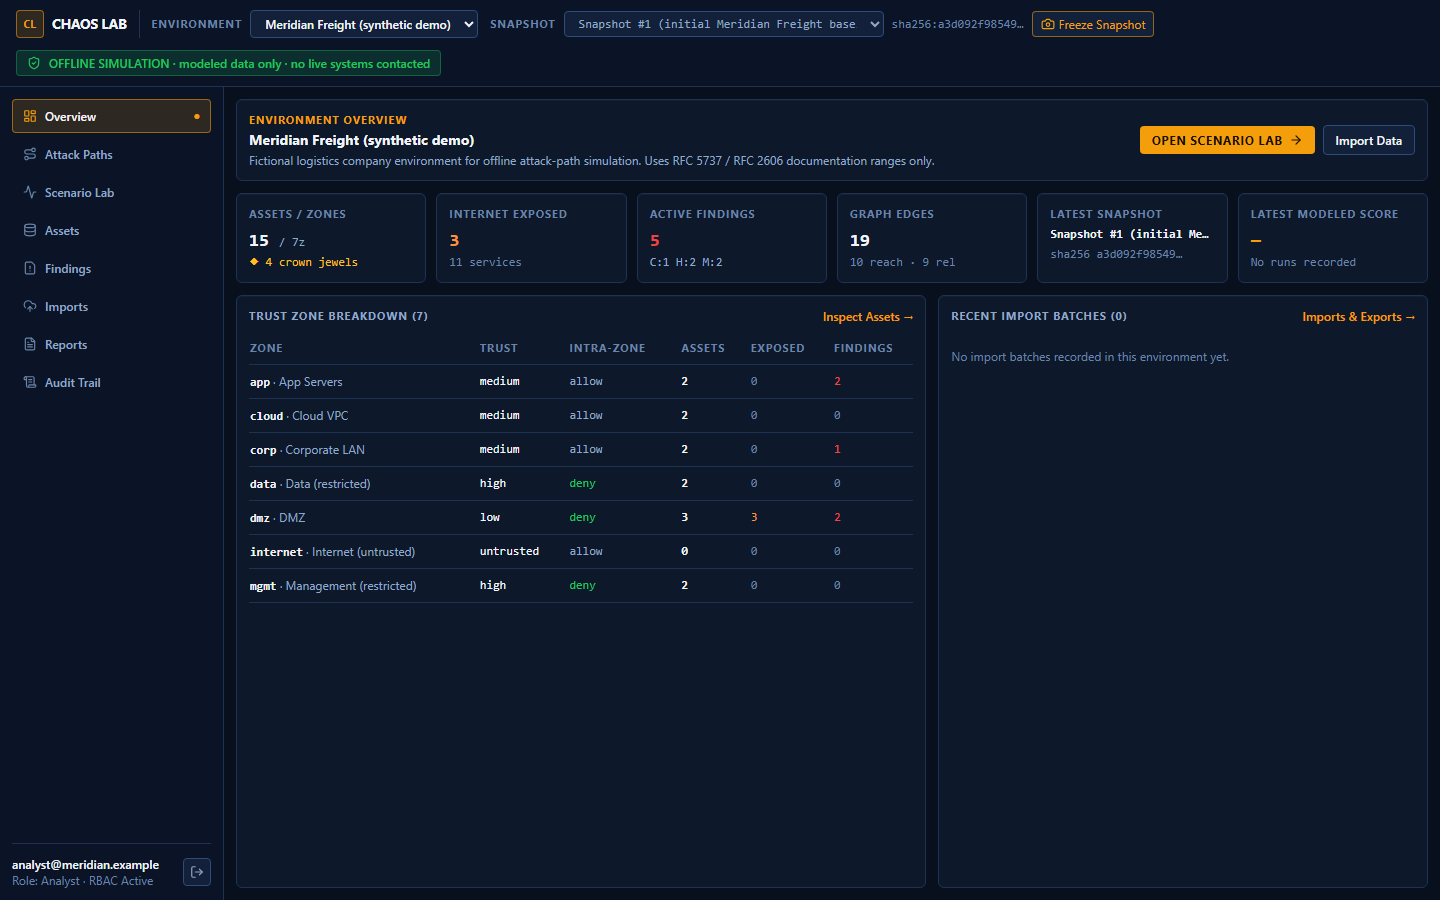 CL CHAOS LAB ENVIRONMENT Meridian Freight (synthetic demo) SNAPSHOT Snapshot #1 (initial Meridian Freight base sha256:a3d092f98549… Freeze Snapshot
OFFLINE SIMULATION · modeled data only · no live systems contacted
Overview
Attack Paths
Scenario Lab
Assets
Findings
Imports
Reports
Audit Trail
analyst@meridian.example
Role: Analyst · RBAC Active
ENVIRONMENT OVERVIEW
Meridian Freight (synthetic demo)
Fictional logistics company environment for offline attack-path simulation. Uses RFC 5737 / RFC 2606 documentation ranges only.
OPEN SCENARIO LAB →
Import Data
ASSETS / ZONES
15 / 7z
◆ 4 crown jewels
INTERNET EXPOSED
3
11 services
ACTIVE FINDINGS
5
C:1 H:2 M:2
GRAPH EDGES
19
10 reach · 9 rel
LATEST SNAPSHOT
Snapshot #1 (initial Me…
sha256 a3d092f98549…
LATEST MODELED SCORE
—
No runs recorded
TRUST ZONE BREAKDOWN (7) Inspect Assets →
ZONE TRUST INTRA-ZONE ASSETS EXPOSED FINDINGS
app · App Servers medium allow 2 0 2
cloud · Cloud VPC medium allow 2 0 0
corp · Corporate LAN medium allow 2 0 1
data · Data (restricted) high deny 2 0 0
dmz · DMZ low deny 3 3 2
internet · Internet (untrusted) untrusted allow 0 0 0
mgmt · Management (restricted) high deny 2 0 0
RECENT IMPORT BATCHES (0) Imports & Exports →
No import batches recorded in this environment yet.